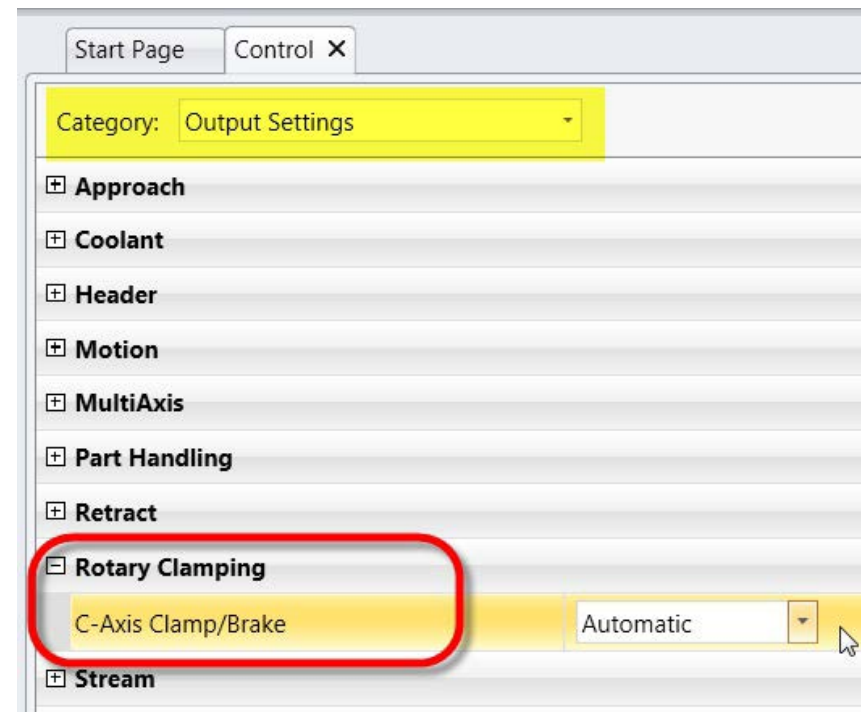 Start Page Control
Category: Output Settings
Approach
Coolant
Header
Motion
MultiAxis
Part Handling
Retract
Rotary Clamping
C-Axis Clamp/Brake Automatic
Stream